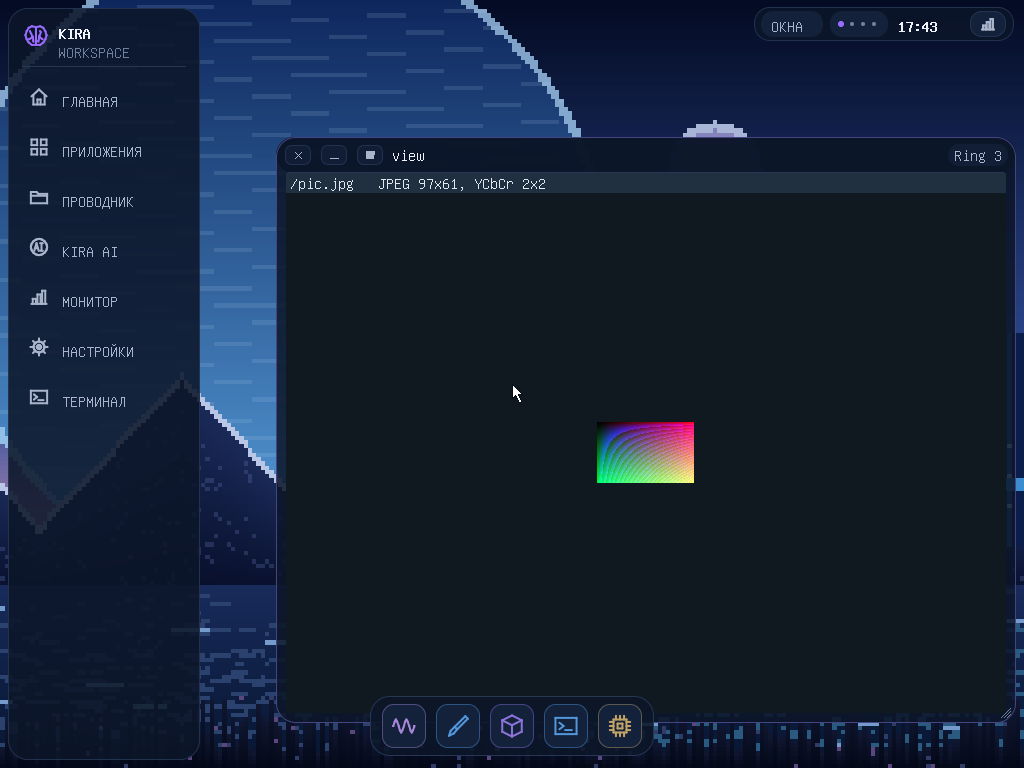 KIRA
WORKSPACE
ГЛАВНАЯ
ПРИЛОЖЕНИЯ
ПРОВОДНИК
AI
KIRA AI
МОНИТОР
НАСТРОЙКИ
ТЕРМИНАЛ
ОКНА
17:43
view
Ring 3
/pic.jpg JPEG 97x61, YCbCr 2x2